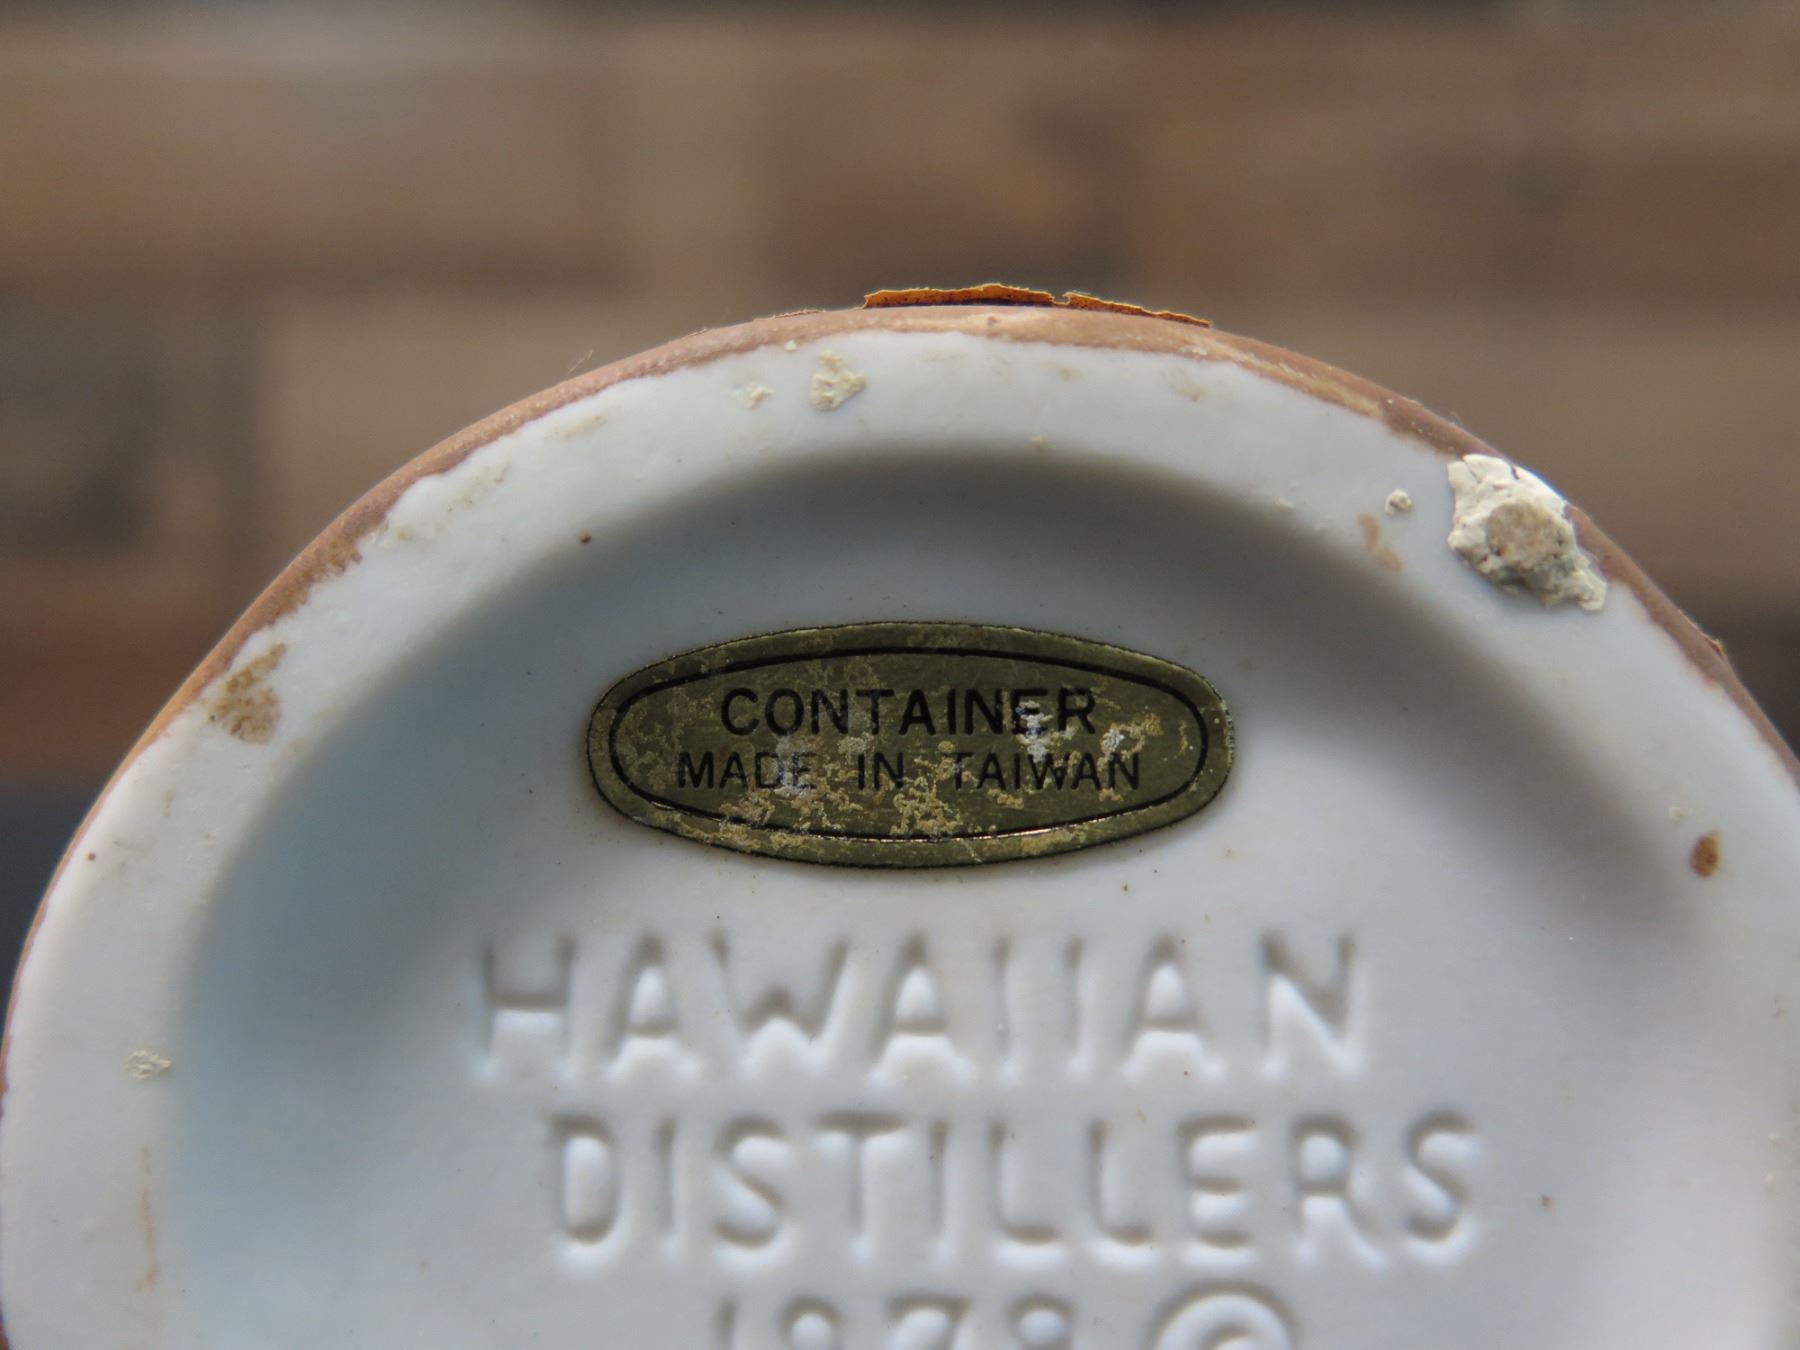 CONTAINER
MADE IN TAIWAN
HAWAIIAN
DISTILLERS
©